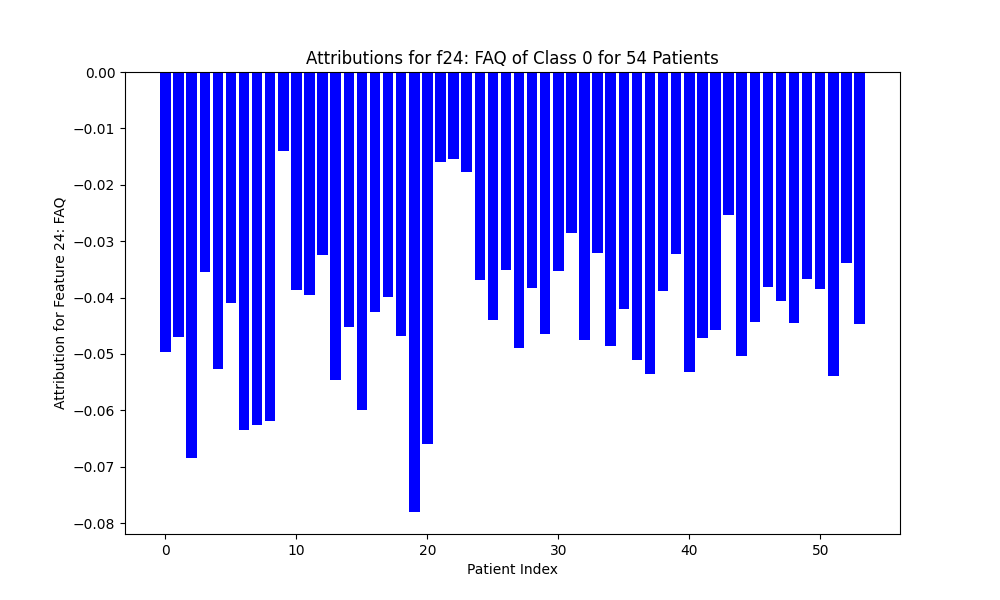 Attributions for f24: FAQ of Class 0 for 54 Patients
Attribution for Feature 24: FAQ
0.00
−0.01
−0.02
−0.03
−0.04
−0.05
−0.06
−0.07
−0.08
0 10 20 30 40 50
Patient Index